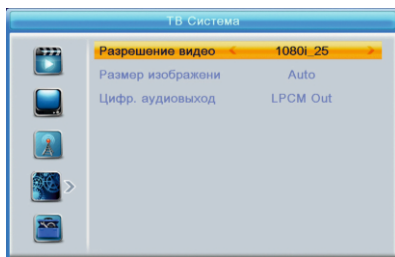 ТВ Система
Разрешение видео 1080i_25
Размер изображени Auto
Цифр. аудиовыход LPCM Out